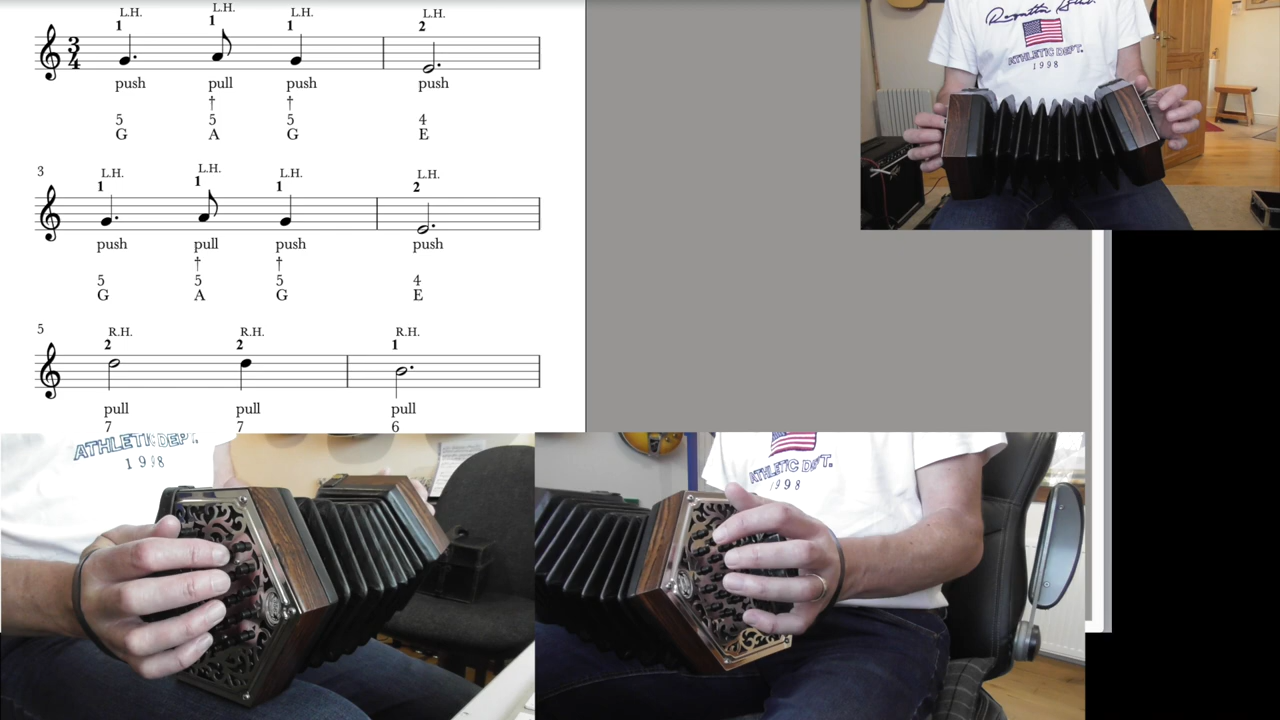 L.H. L.H. L.H. L.H.
1 1 1 2
3
4
push pull push push
† †
5 5 5 4
G A G E
3
L.H. L.H. L.H. L.H.
1 1 1 2
push pull push push
† †
5 5 5 4
G A G E
5
R.H. R.H. R.H.
2 2 1
pull pull pull
7 7 6
ATHLETIC DEPT.
1998
ATHLETIC DEPT.
1998
ATHLETIC DEPT.
1998